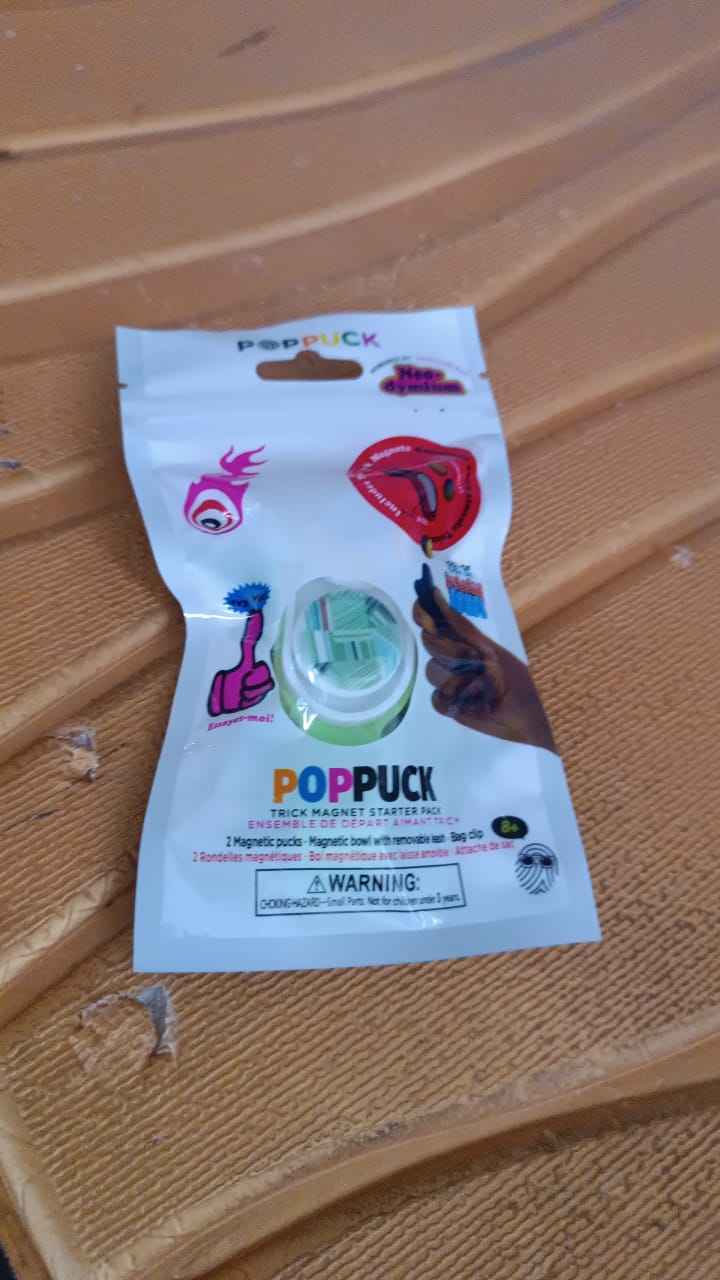 POPPUCK
Neo-
dymium
Includes
Magnets
Essayez-moi!
POPPUCK
TRICK MAGNET STARTER PACK
ENSEMBLE DE DÉPART AIMANT TRICK
8+
2 Magnetic pucks · Magnetic bowl with removable leash · Bag clip
2 Rondelles magnétiques · Bol magnétique avec laisse amovible · Attache de sac
WARNING:
CHOKING HAZARD—Small Parts. Not for children under 3 years.